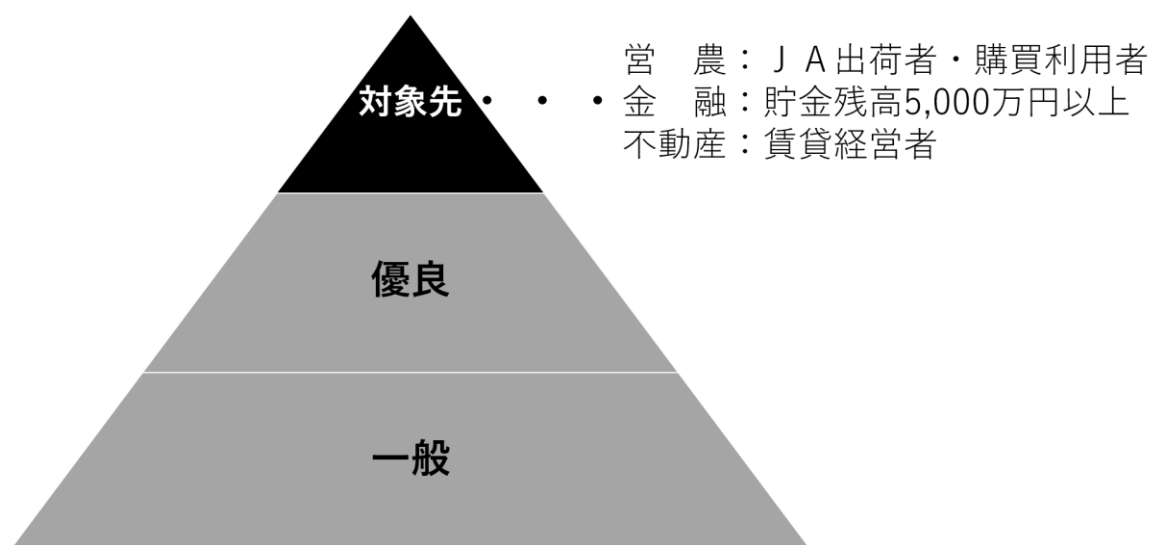 営　農：ＪＡ出荷者・購買利用者
対象先・・・金　融：貯金残高5,000万円以上
不動産：賃貸経営者
優良
一般